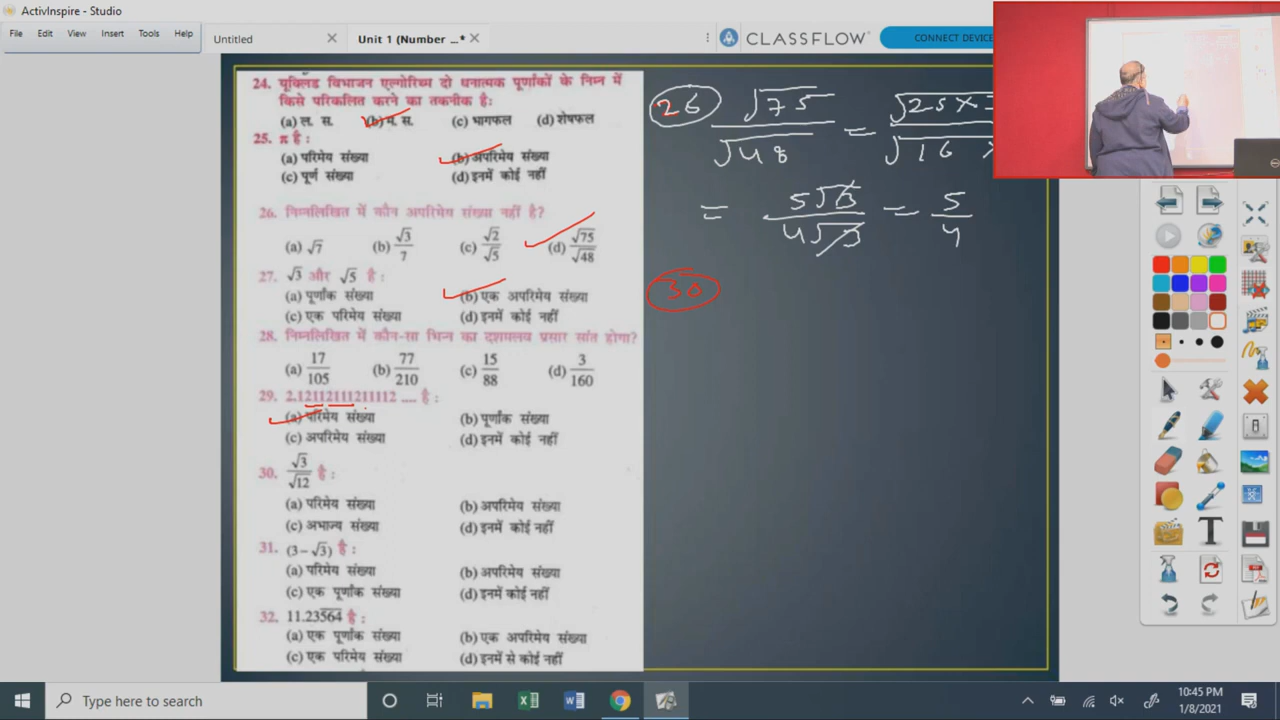 ActivInspire - Studio
File Edit View Insert Tools Help
Untitled
Unit 1 (Number ...*
CLASSFLOW
CONNECT DEVICE
24. यूक्लिड विभाजन एल्गोरिथ्म दो धनात्मक पूर्णांकों के निम्न में
किसे परिकलित करने का तकनीक है:
(a) ल. स. (b) म. स. (c) भागफल (d) शेषफल
25. π है :
(a) परिमेय संख्या (b) अपरिमेय संख्या
(c) पूर्ण संख्या (d) इनमें कोई नहीं
26. निम्नलिखित में कौन अपरिमेय संख्या नहीं है?
(a) √7 (b) √3/7 (c) √2/√5 (d) √75/√48
27. √3 और √5 है :
(a) पूर्णांक संख्या (b) एक अपरिमेय संख्या
(c) एक परिमेय संख्या (d) इनमें कोई नहीं
28. निम्नलिखित में कौन-सा भिन्न का दशमलव प्रसार सांत होगा?
(a) 17/105 (b) 77/210 (c) 15/88 (d) 3/160
29. 2.12112111211112 .... है :
(a) परिमेय संख्या (b) पूर्णांक संख्या
(c) अपरिमेय संख्या (d) इनमें कोई नहीं
30. √3/√12 है :
(a) परिमेय संख्या (b) अपरिमेय संख्या
(c) अभाज्य संख्या (d) इनमें कोई नहीं
31. (3 – √3) है :
(a) परिमेय संख्या (b) अपरिमेय संख्या
(c) एक पूर्णांक संख्या (d) इनमें कोई नहीं
32. 11.23564 है :
(a) एक पूर्णांक संख्या (b) एक अपरिमेय संख्या
(c) एक परिमेय संख्या (d) इनमें से कोई नहीं
26 √75/√48 = √25×/√16
= 5√3/4√3 = 5/4
30
Type here to search
10:45 PM
1/8/2021